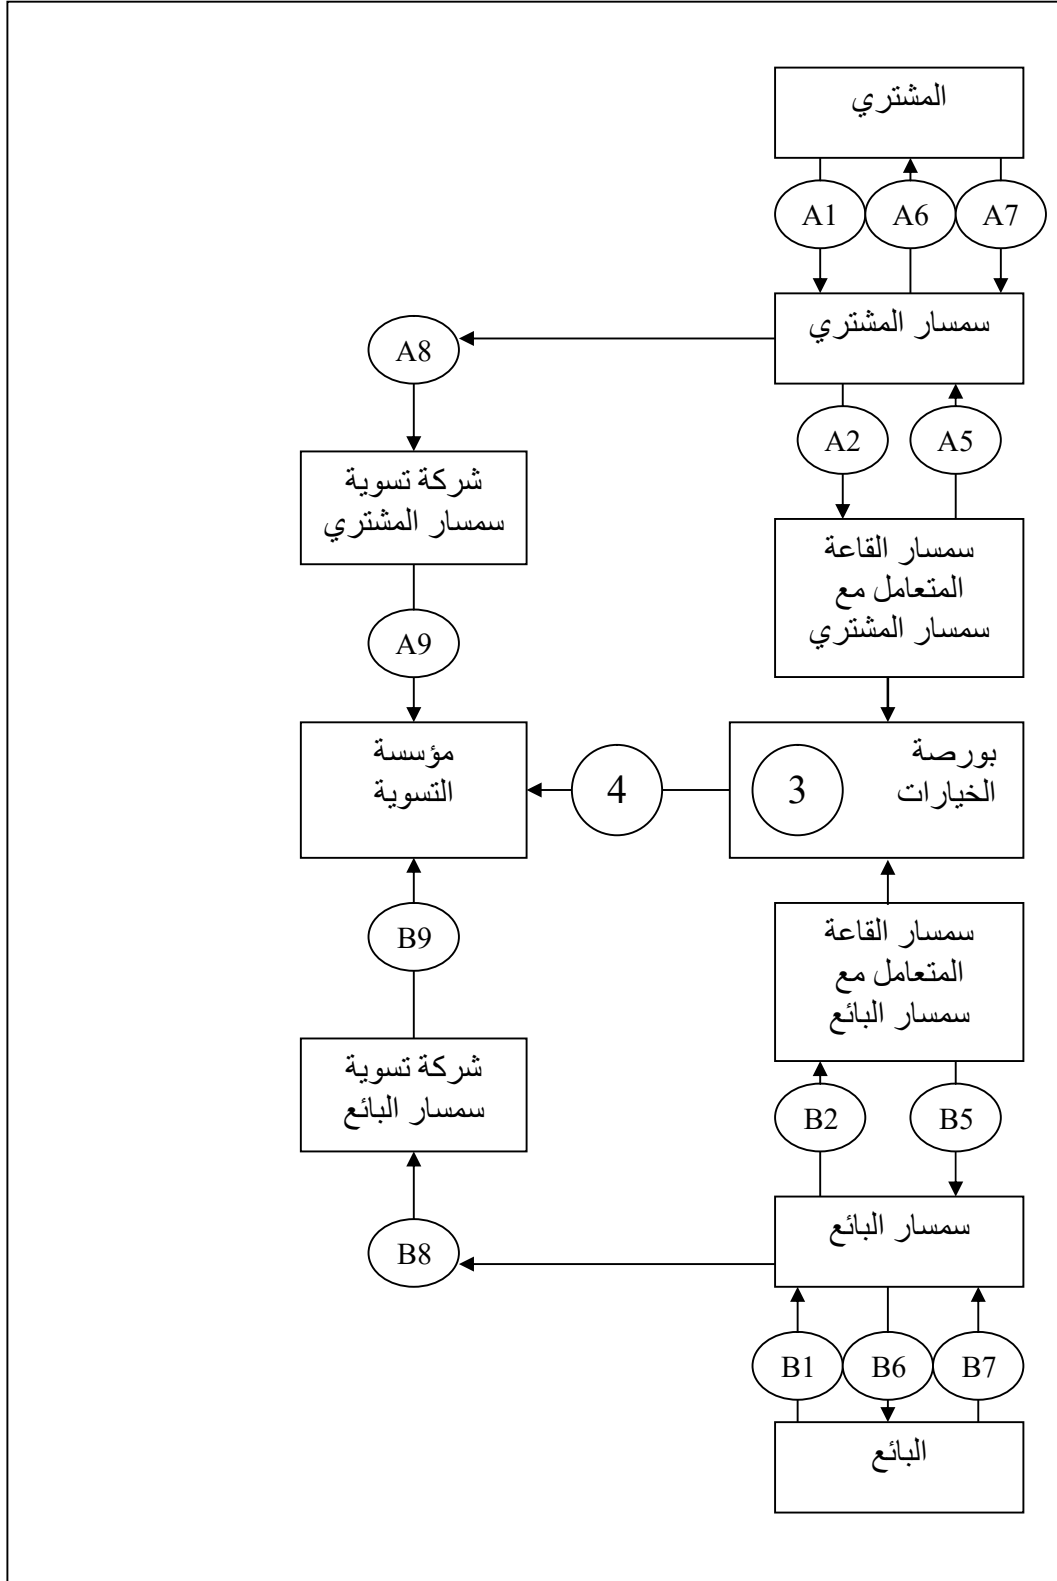 المشتري
A1
A6
A7
سمسار المشتري
A8
A2
A5
شركة تسوية
سمسار المشتري
سمسار القاعة
المتعامل مع
سمسار المشتري
A9
مؤسسة
التسوية
4
3
بورصة
الخيارات
B9
سمسار القاعة
المتعامل مع
سمسار البائع
شركة تسوية
سمسار البائع
B2
B5
سمسار البائع
B8
B1
B6
B7
البائع